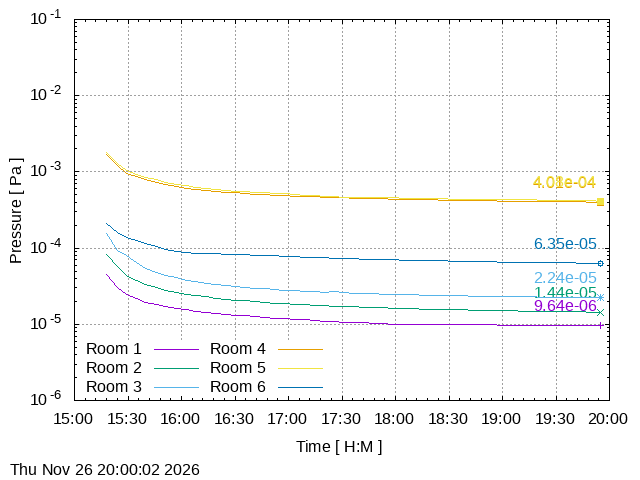 10^-1
10^-2
10^-3
10^-4
10^-5
10^-6
Pressure [ Pa ]
4.01e-04
6.35e-05
2.24e-05
1.44e-05
9.64e-06
Room 1 Room 4
Room 2 Room 5
Room 3 Room 6
15:00 15:30 16:00 16:30 17:00 17:30 18:00 18:30 19:00 19:30 20:00
Time [ H:M ]
Thu Nov 26 20:00:02 2026